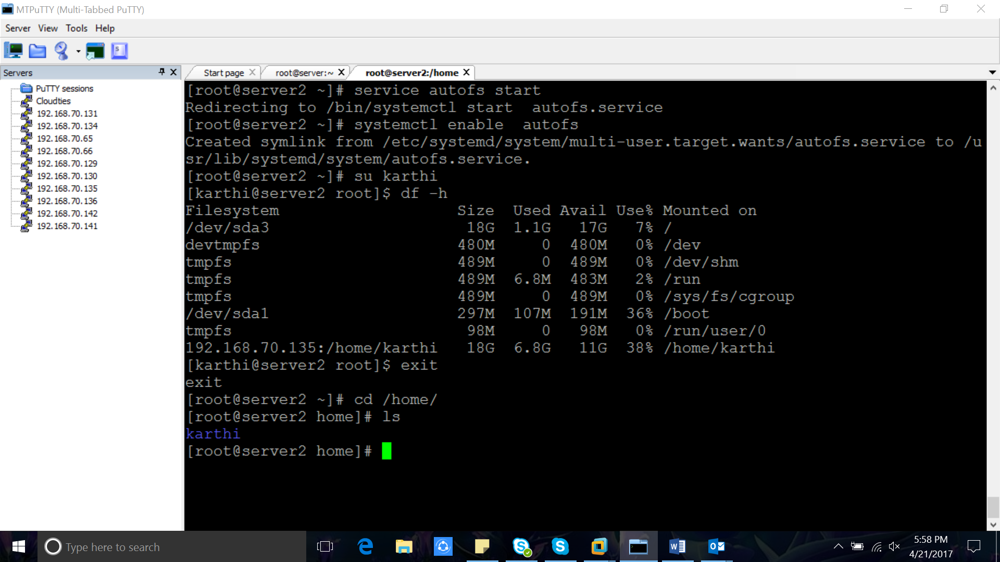 MTPuTTY (Multi-Tabbed PuTTY)
Server View Tools Help
Servers
PuTTY sessions
Cloudties
192.168.70.131
192.168.70.134
192.168.70.65
192.168.70.66
192.168.70.129
192.168.70.130
192.168.70.135
192.168.70.136
192.168.70.142
192.168.70.141
Start page root@server:~ root@server2:/home
[root@server2 ~]# service autofs start
Redirecting to /bin/systemctl start  autofs.service
[root@server2 ~]# systemctl enable  autofs
Created symlink from /etc/systemd/system/multi-user.target.wants/autofs.service to /u
sr/lib/systemd/system/autofs.service.
[root@server2 ~]# su karthi
[karthi@server2 root]$ df -h
Filesystem                   Size  Used Avail Use% Mounted on
/dev/sda3                     18G  1.1G   17G   7% /
devtmpfs                     480M     0  480M   0% /dev
tmpfs                        489M     0  489M   0% /dev/shm
tmpfs                        489M  6.8M  483M   2% /run
tmpfs                        489M     0  489M   0% /sys/fs/cgroup
/dev/sda1                    297M  107M  191M  36% /boot
tmpfs                         98M     0   98M   0% /run/user/0
192.168.70.135:/home/karthi   18G  6.8G   11G  38% /home/karthi
[karthi@server2 root]$ exit
exit
[root@server2 ~]# cd /home/
[root@server2 home]# ls
karthi
[root@server2 home]#
Type here to search
5:58 PM
4/21/2017